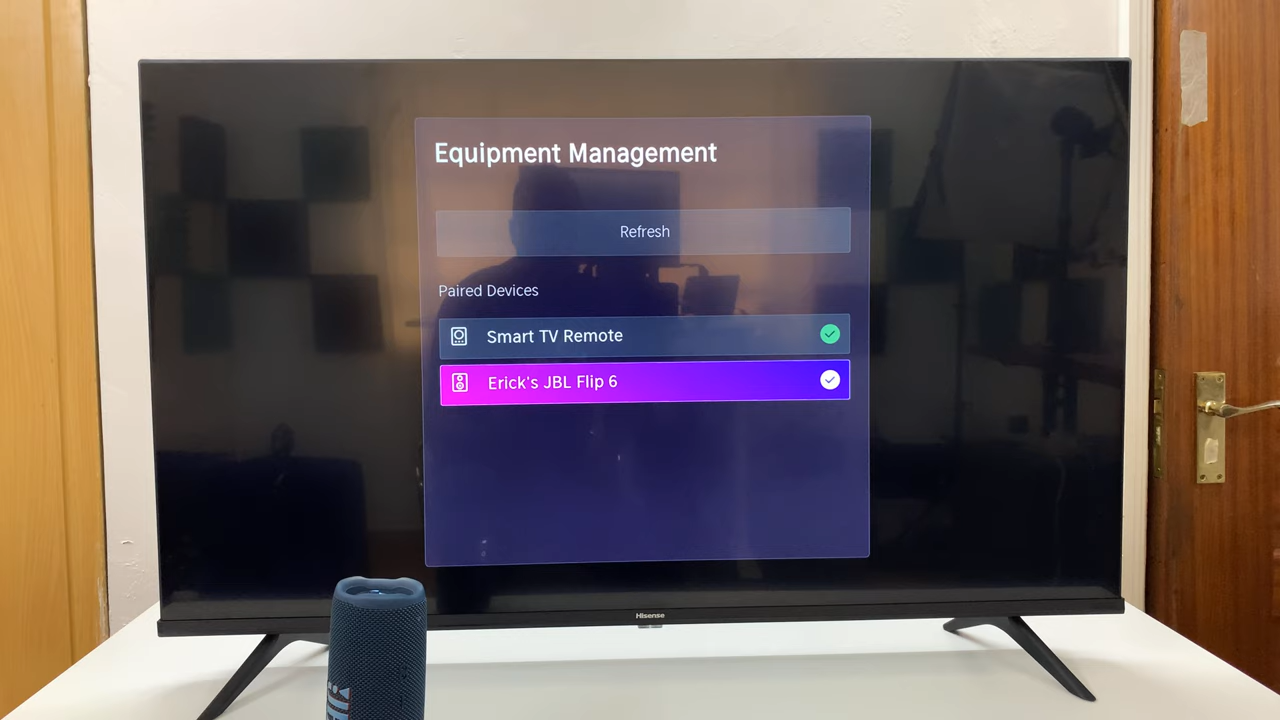 Equipment Management
Refresh
Paired Devices
Smart TV Remote
Erick's JBL Flip 6
Hisense